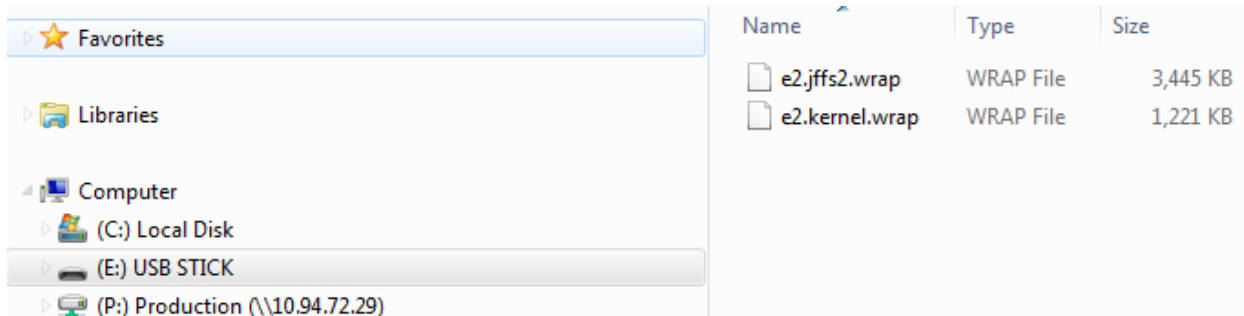 Favorites
Libraries
Computer
(C:) Local Disk
(E:) USB STICK
(P:) Production (\\10.94.72.29)
Name Type Size
e2.jffs2.wrap WRAP File 3,445 KB
e2.kernel.wrap WRAP File 1,221 KB